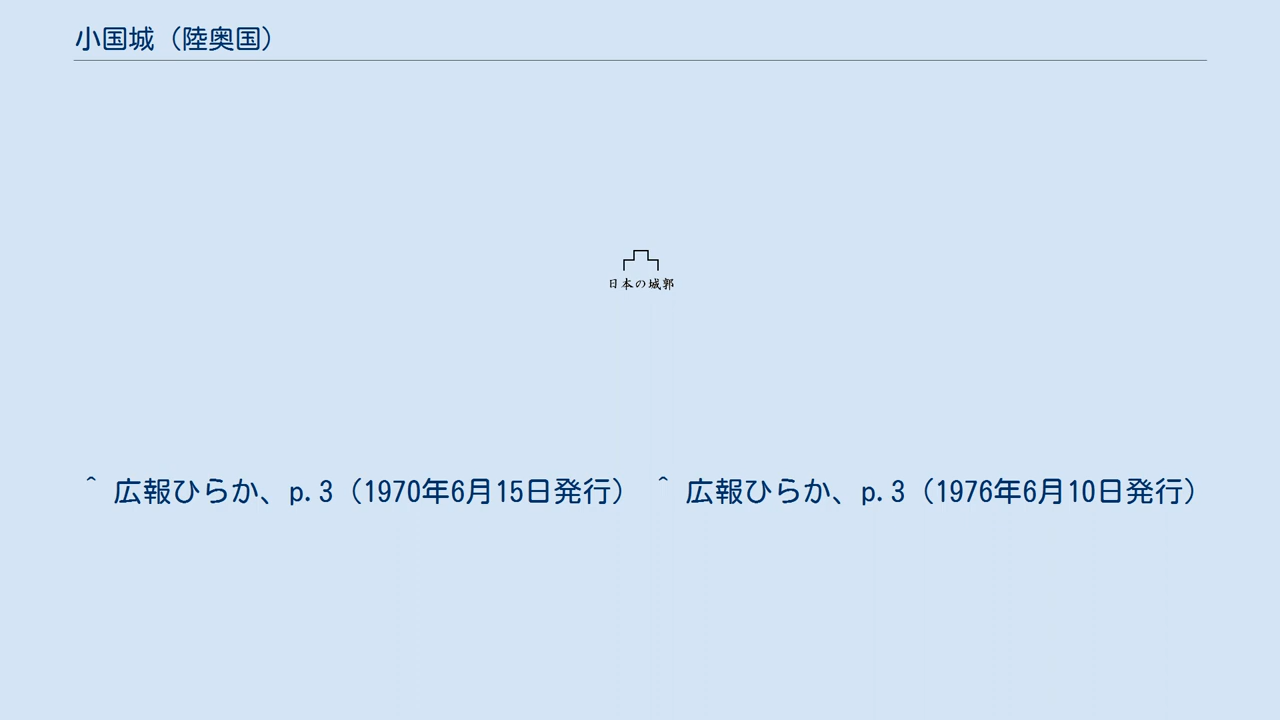 小国城（陸奥国）
日本の城郭
^ 広報ひらか、p.3（1970年6月15日発行） ^ 広報ひらか、p.3（1976年6月10日発行）